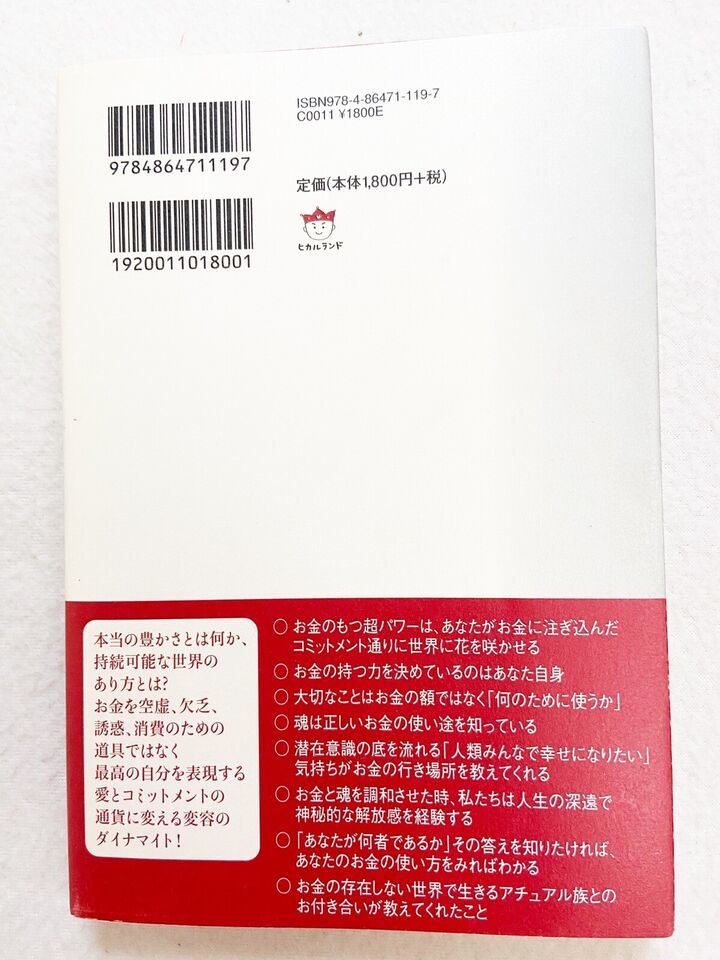 ISBN978-4-86471-119-7
C0011 ¥1800E
9784864711197
定価(本体1,800円+税)
ヒカルランド
1920011018001
本当の豊かさとは何か、
持続可能な世界の
あり方とは?
お金を空虚、欠乏、
誘惑、消費のための
道具ではなく
最高の自分を表現する
愛とコミットメントの
通貨に変える変容の
ダイナマイト!
○ お金のもつ超パワーは、あなたがお金に注ぎ込んだ
コミットメント通りに世界に花を咲かせる
○ お金の持つ力を決めているのはあなた自身
○ 大切なことはお金の額ではなく「何のために使うか」
○ 魂は正しいお金の使い途を知っている
○ 潜在意識の底を流れる「人類みんなで幸せになりたい」
気持ちがお金の行き場所を教えてくれる
○ お金と魂を調和させた時、私たちは人生の深遠で
神秘的な解放感を経験する
○ 「あなたが何者であるか」その答えを知りたければ、
あなたのお金の使い方をみればわかる
○ お金の存在しない世界で生きるアチュアル族との
お付き合いが教えてくれたこと